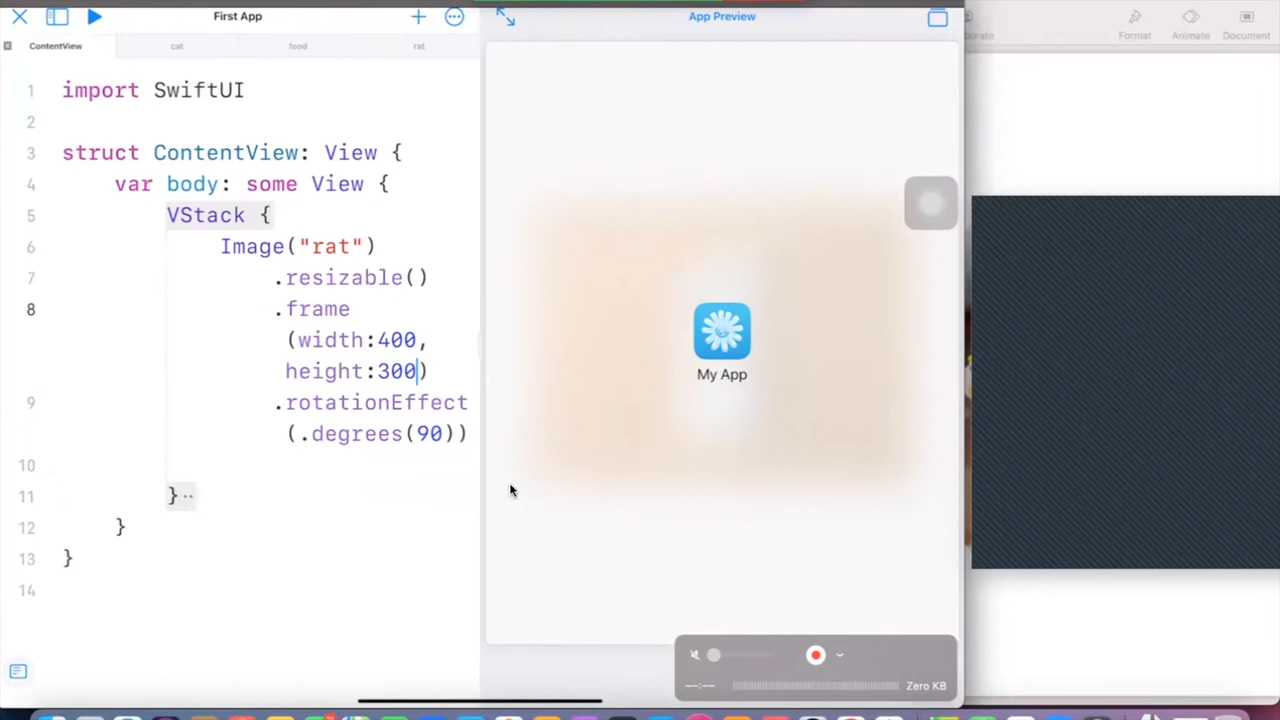 First App
App Preview
ContentView
cat
food
rat
orate
Format
Animate
Document
1 import SwiftUI
2
3 struct ContentView: View {
4 var body: some View {
5 VStack {
6 Image("rat")
7 .resizable()
8 .frame
(width:400,
height:300)
9 .rotationEffect
(.degrees(90))
10
11 }
12 }
13 }
14
My App
--:--
Zero KB